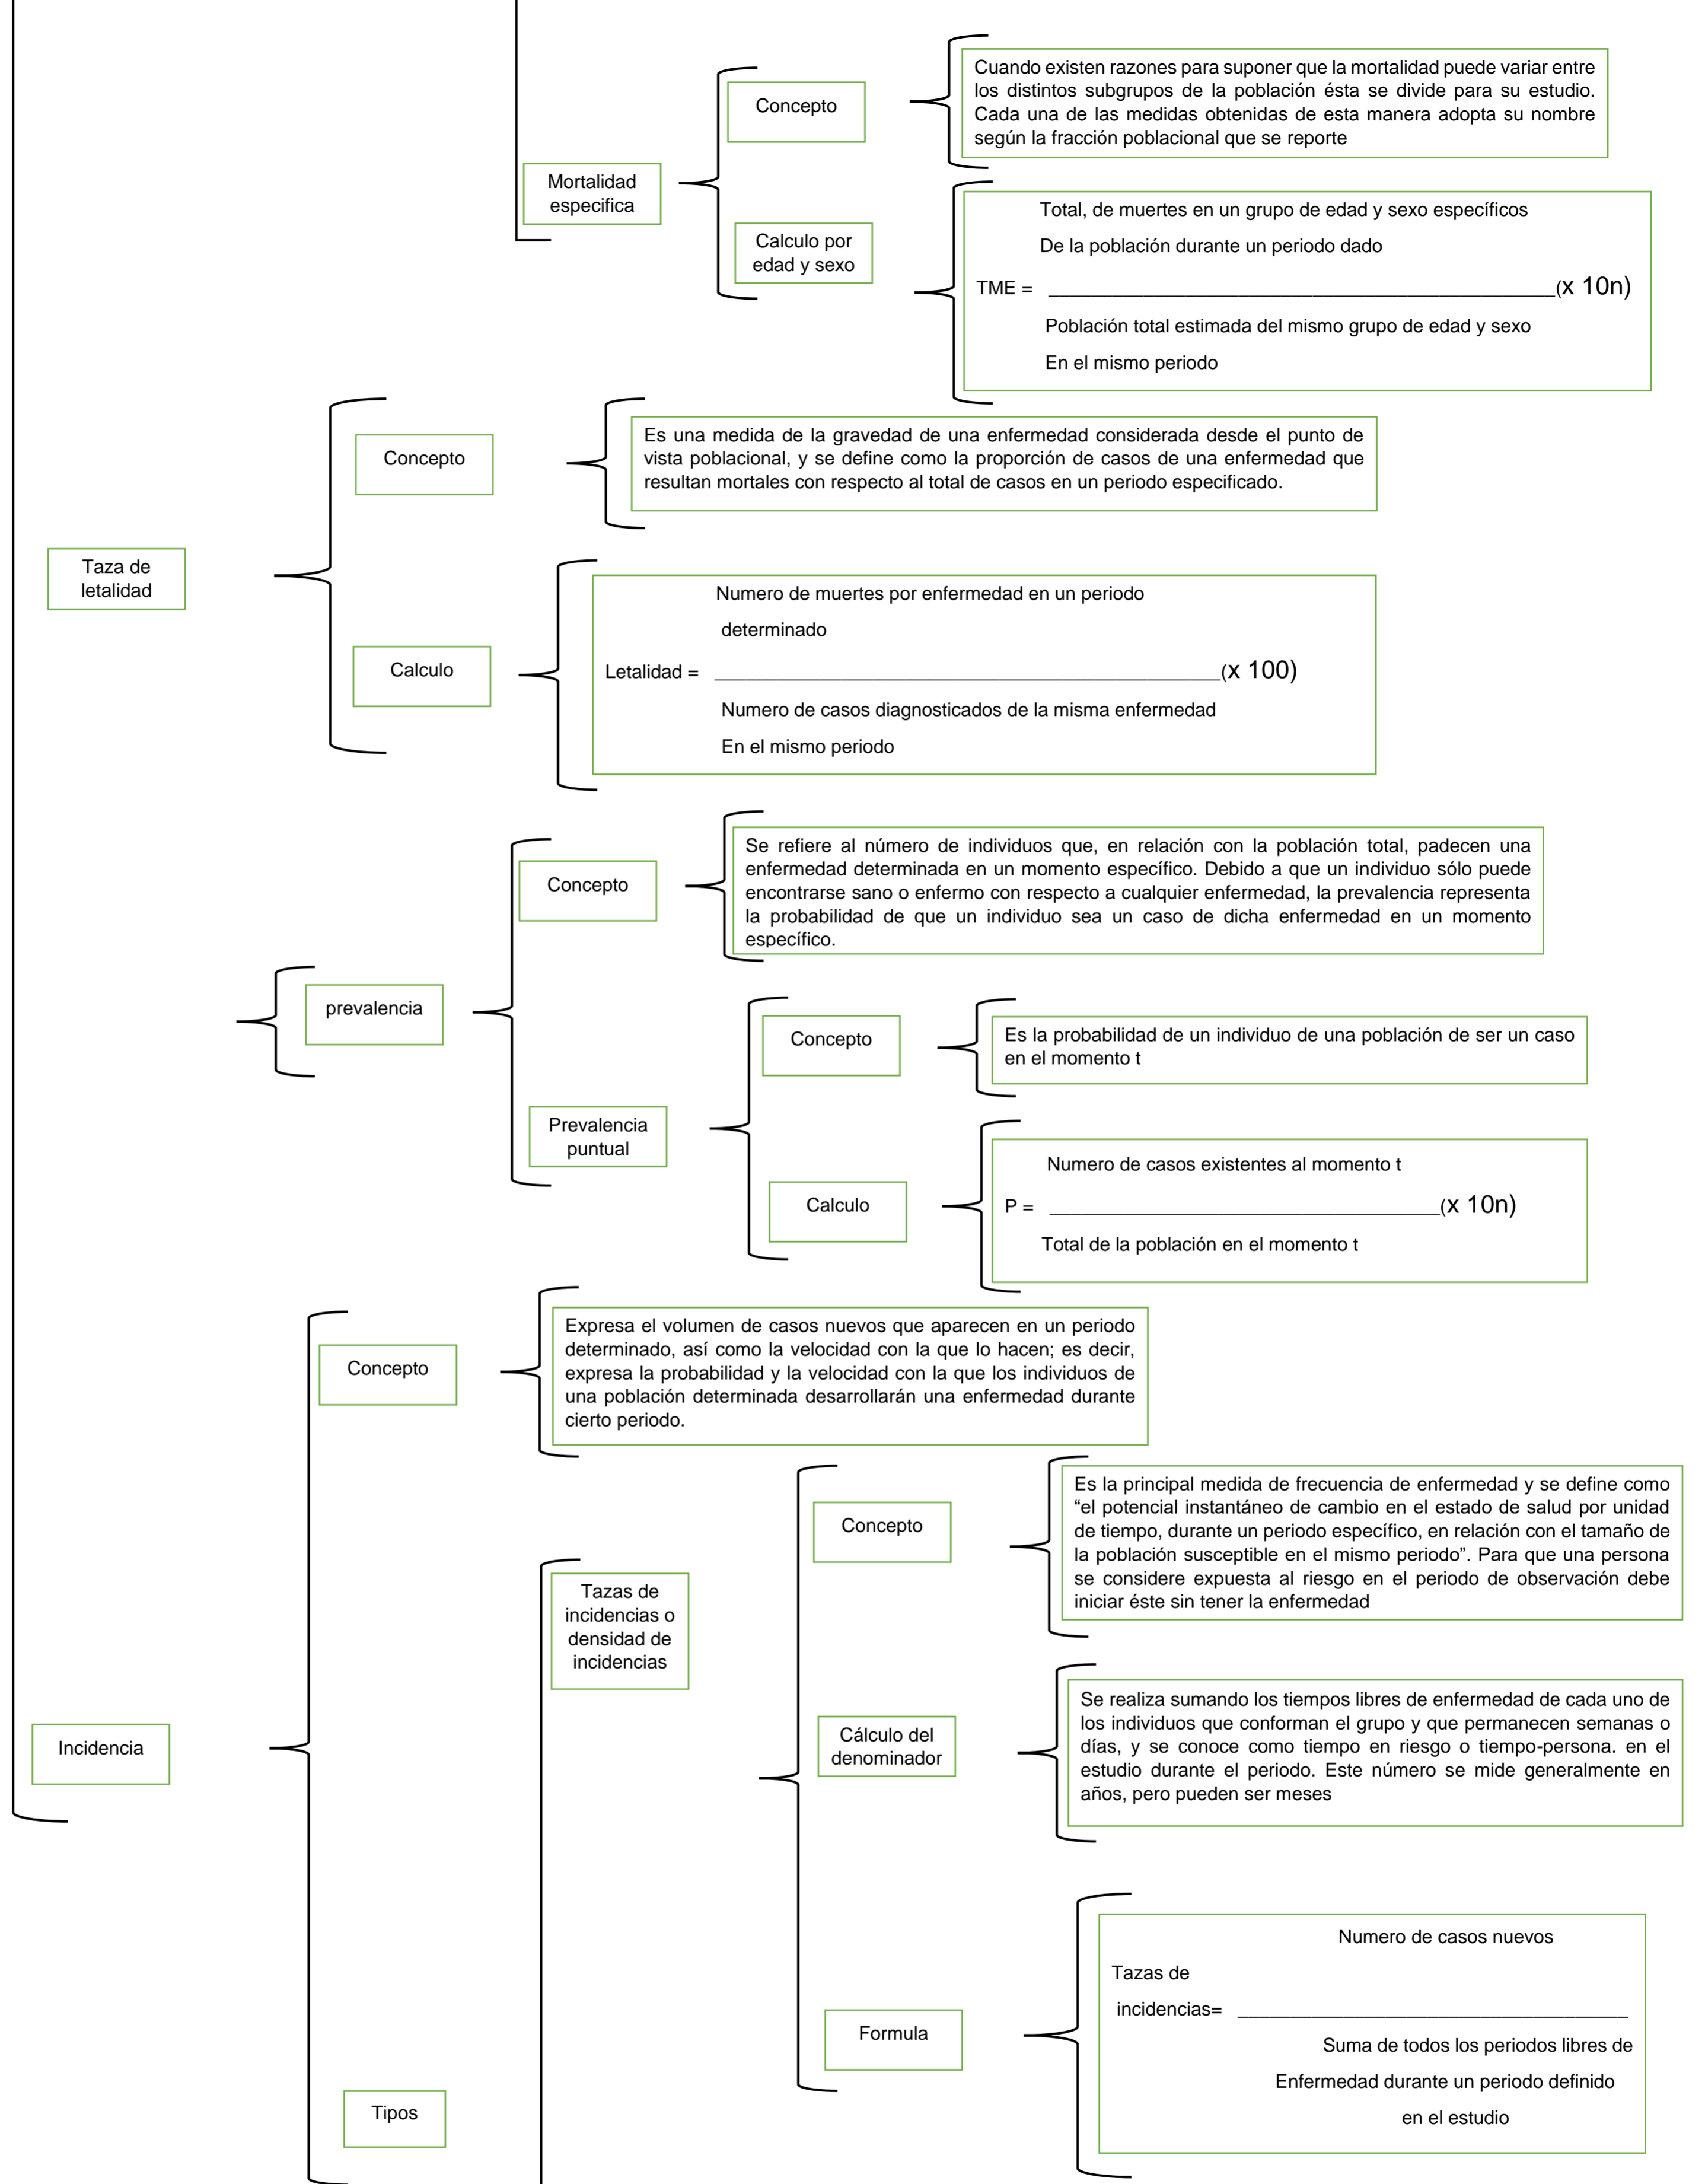 Concepto
Cuando existen razones para suponer que la mortalidad puede variar entre
los distintos subgrupos de la población ésta se divide para su estudio.
Cada una de las medidas obtenidas de esta manera adopta su nombre
según la fracción poblacional que se reporte
Mortalidad
especifica
Calculo por
edad y sexo
Total, de muertes en un grupo de edad y sexo específicos
De la población durante un periodo dado
TME = ______________________________________________(x 10n)
Población total estimada del mismo grupo de edad y sexo
En el mismo periodo
Taza de
letalidad
Concepto
Es una medida de la gravedad de una enfermedad considerada desde el punto de
vista poblacional, y se define como la proporción de casos de una enfermedad que
resultan mortales con respecto al total de casos en un periodo especificado.
Calculo
Numero de muertes por enfermedad en un periodo
determinado
Letalidad = ______________________________________________(x 100)
Numero de casos diagnosticados de la misma enfermedad
En el mismo periodo
prevalencia
Concepto
Se refiere al número de individuos que, en relación con la población total, padecen una
enfermedad determinada en un momento específico. Debido a que un individuo sólo puede
encontrarse sano o enfermo con respecto a cualquier enfermedad, la prevalencia representa
la probabilidad de que un individuo sea un caso de dicha enfermedad en un momento
específico.
Prevalencia
puntual
Concepto
Es la probabilidad de un individuo de una población de ser un caso
en el momento t
Calculo
Numero de casos existentes al momento t
P = ___________________________________(x 10n)
Total de la población en el momento t
Incidencia
Concepto
Expresa el volumen de casos nuevos que aparecen en un periodo
determinado, así como la velocidad con la que lo hacen; es decir,
expresa la probabilidad y la velocidad con la que los individuos de
una población determinada desarrollarán una enfermedad durante
cierto periodo.
Tipos
Tazas de
incidencias o
densidad de
incidencias
Concepto
Es la principal medida de frecuencia de enfermedad y se define como
“el potencial instantáneo de cambio en el estado de salud por unidad
de tiempo, durante un periodo específico, en relación con el tamaño de
la población susceptible en el mismo periodo”. Para que una persona
se considere expuesta al riesgo en el periodo de observación debe
iniciar éste sin tener la enfermedad
Cálculo del
denominador
Se realiza sumando los tiempos libres de enfermedad de cada uno de
los individuos que conforman el grupo y que permanecen semanas o
días, y se conoce como tiempo en riesgo o tiempo-persona. en el
estudio durante el periodo. Este número se mide generalmente en
años, pero pueden ser meses
Formula
Numero de casos nuevos
Tazas de
incidencias= ___________________________________
Suma de todos los periodos libres de
Enfermedad durante un periodo definido
en el estudio